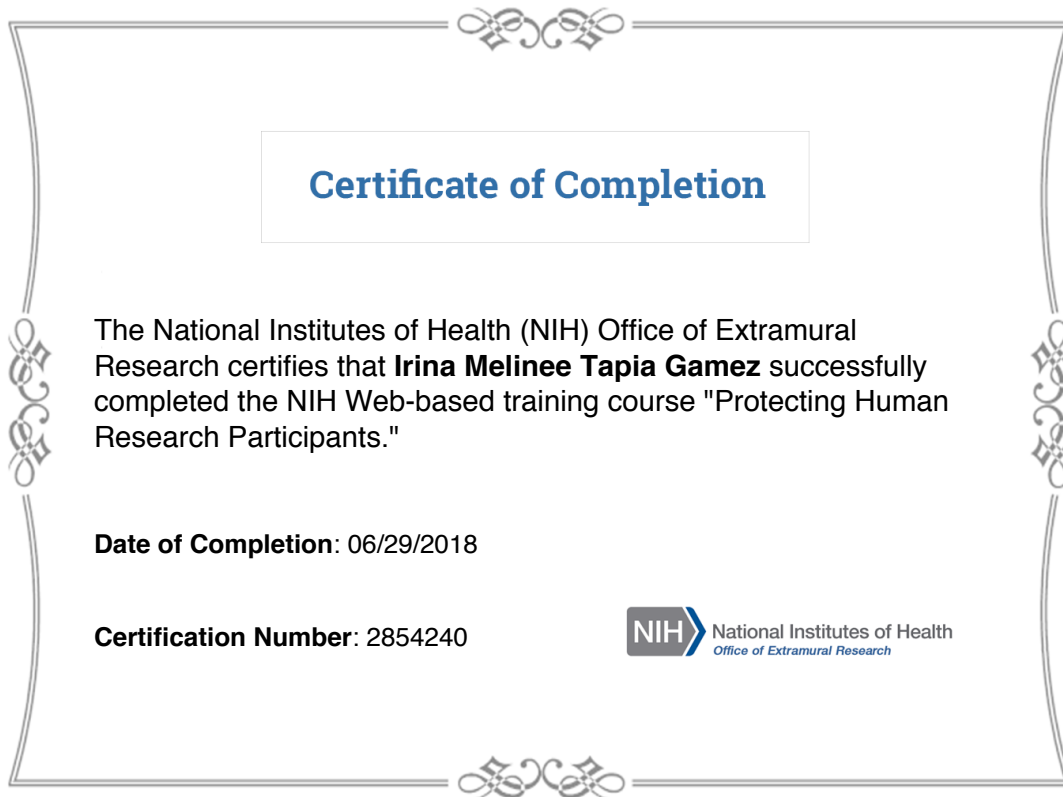 Certificate of Completion
The National Institutes of Health (NIH) Office of Extramural
Research certifies that Irina Melinee Tapia Gamez successfully
completed the NIH Web-based training course "Protecting Human
Research Participants."
Date of Completion: 06/29/2018
Certification Number: 2854240
NIH National Institutes of Health
Office of Extramural Research